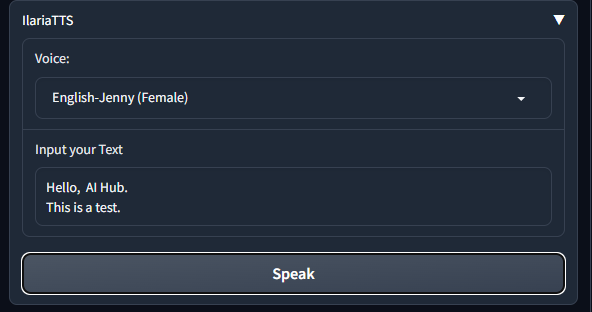 IlariaTTS
Voice:
English-Jenny (Female)
Input your Text
Hello,  AI Hub.
This is a test.
Speak